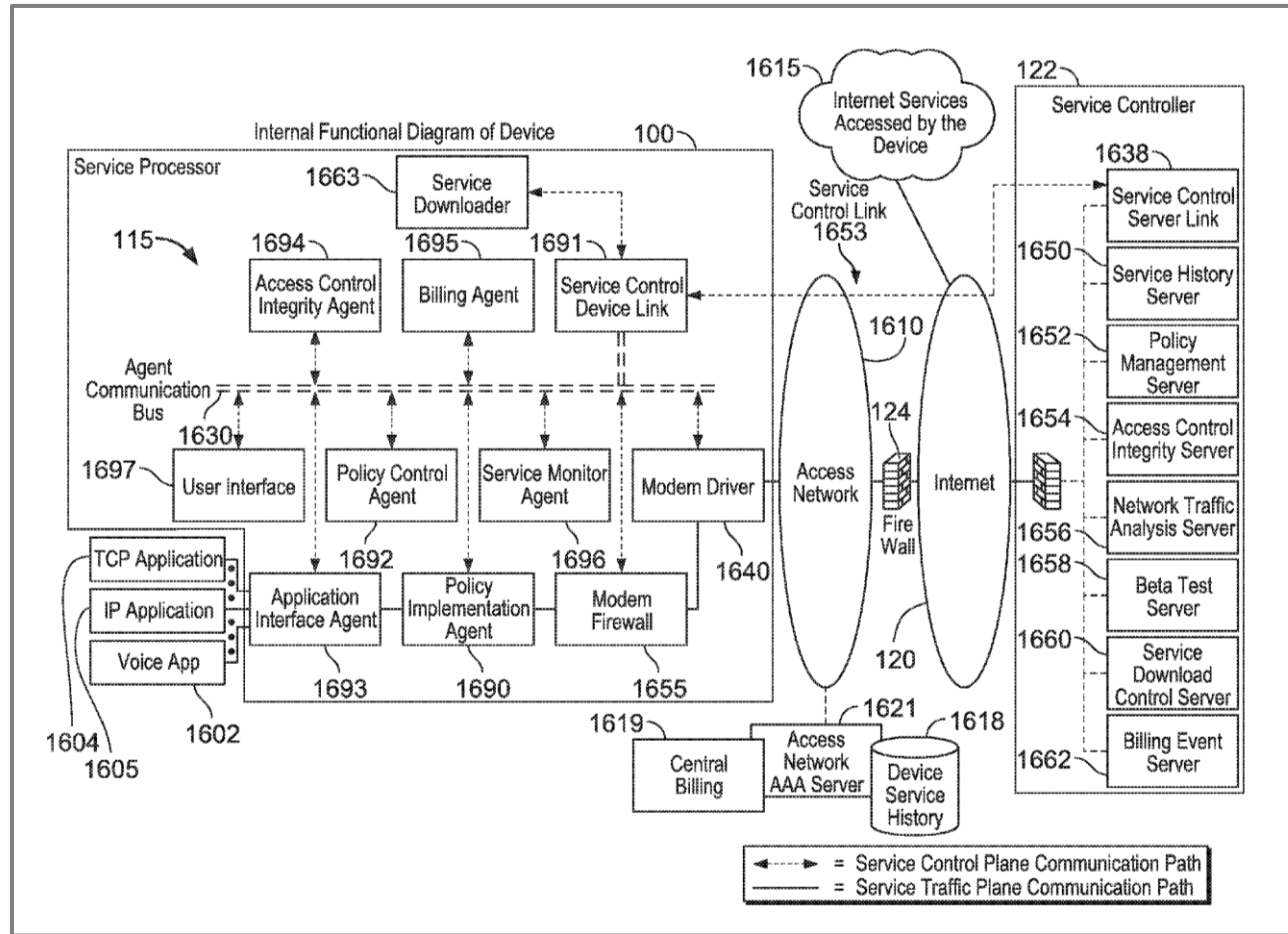 Internal Functional Diagram of Device
100
Service Processor
115
1663
Service
Downloader
1694
Access Control
Integrity Agent
1695
Billing Agent
1691
Service Control
Device Link
Agent
Communication
Bus
1630
1697
User Interface
Policy Control
Agent
1692
Service Monitor
Agent
1696
Modem Driver
1640
TCP Application
IP Application
Voice App
1604
1605
1602
Application
Interface Agent
1693
Policy
Implementation
Agent
1690
Modem
Firewall
1655
1615
Internet Services
Accessed by the
Device
Service
Control Link
1653
1610
Access
Network
124
Fire
Wall
Internet
120
1619
Central
Billing
1621
Access
Network
AAA Server
1618
Device
Service
History
122
Service Controller
1638
Service Control
Server Link
1650
Service History
Server
1652
Policy
Management
Server
1654
Access Control
Integrity Server
Network Traffic
Analysis Server
1656
1658
Beta Test
Server
1660
Service
Download
Control Server
Billing Event
Server
1662
= Service Control Plane Communication Path
= Service Traffic Plane Communication Path